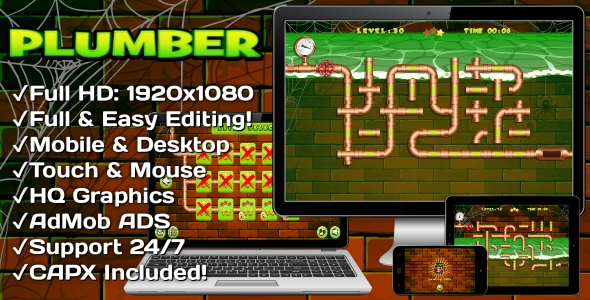 PLUMBER
✓Full HD: 1920x1080
✓Full & Easy Editing!
✓Mobile & Desktop
✓Touch & Mouse
✓HQ Graphics
✓AdMob ADS
✓Support 24/7
✓CAPX Included!
LEVEL:30
TIME 00:06